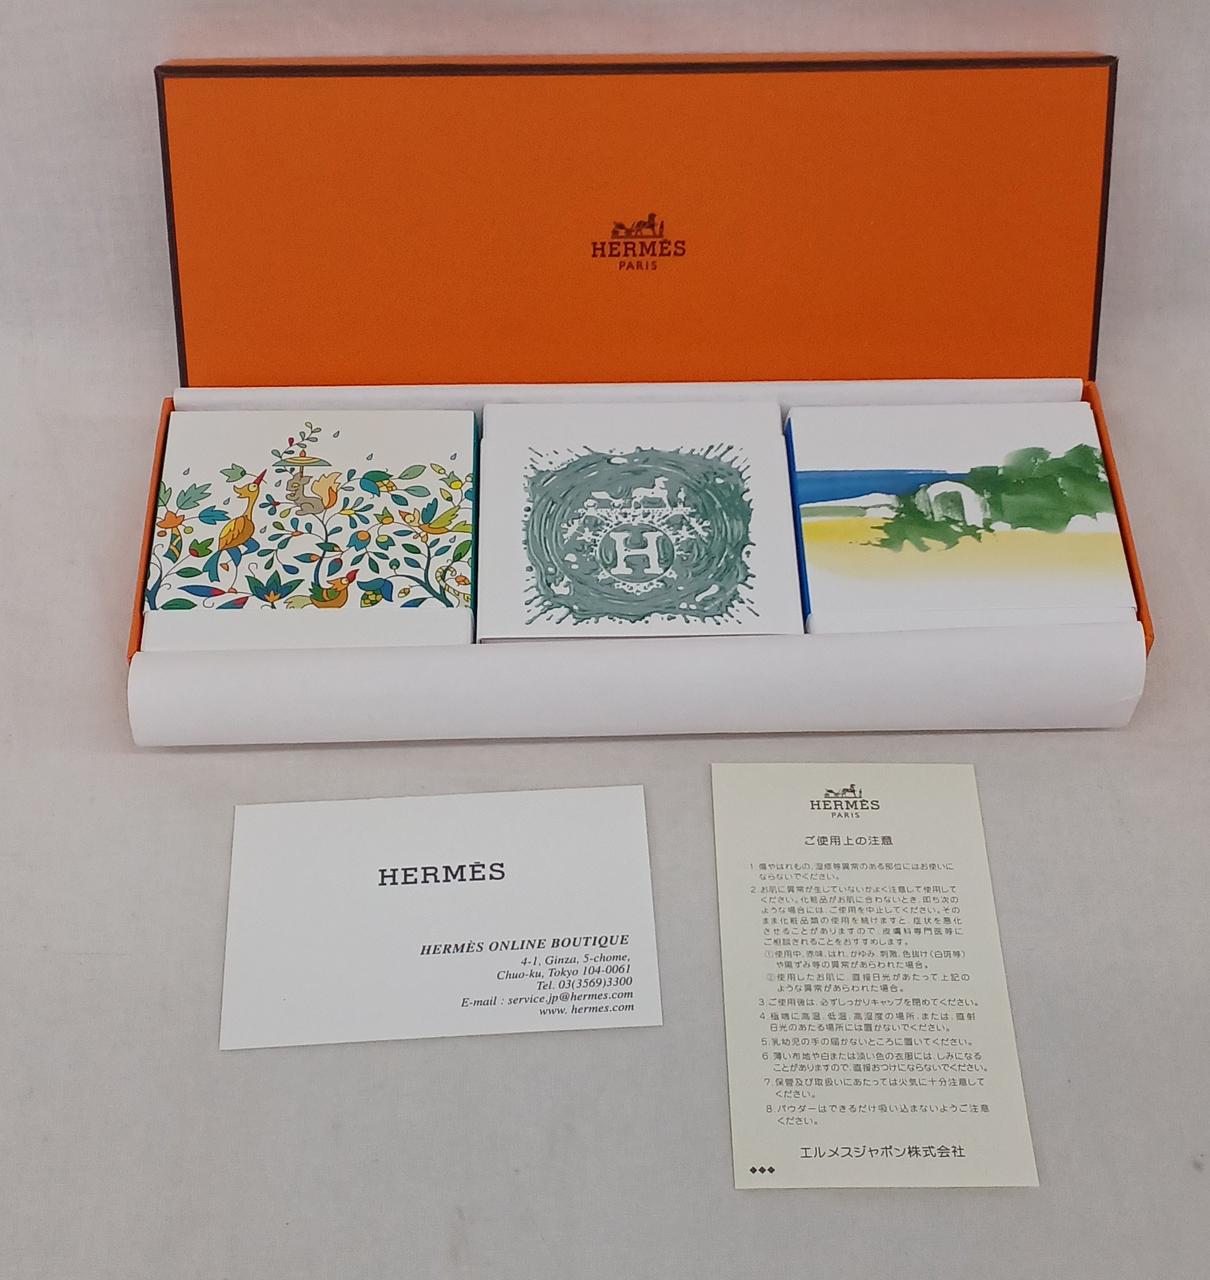 HERMÈS
PARIS
H
HERMÈS
HERMÈS ONLINE BOUTIQUE
4-1, Ginza, 5-chome,
Chuo-ku, Tokyo 104-0061
Tel. 03(3569)3300
E-mail : service.jp@hermes.com
www. hermes.com
HERMÈS
PARIS
ご使用上の注意
1. 傷やはれもの、湿疹等異常のある部位にはお使いに
ならないでください。
2. お肌に異常が生じていないかよく注意して使用して
ください。化粧品がお肌に合わないとき、即ち次の
ような場合には、ご使用を中止してください。その
まま化粧品類の使用を続けますと、症状を悪化
させることがありますので、皮膚科専門医等に
ご相談されることをおすすめします。
①使用中、赤味、はれ、かゆみ、刺激、色抜け(白斑等)
や黒ずみ等の異常があらわれた場合。
②使用したお肌に、直接日光があたって上記の
ような異常があらわれた場合。
3. ご使用後は、必ずしっかりキャップを閉めてください。
4. 極端に高温、低温、高湿度の場所、または、直射
日光のあたる場所には置かないでください。
5. 乳幼児の手の届かないところに置いてください。
6. 薄い布地や白または淡い色の衣服には、しみになる
ことがありますので、直接おつけにならないでください。
7. 保管及び取扱いにあたっては火気に十分注意して
ください。
8. パウダーはできるだけ吸い込まないようご注意
ください。
エルメスジャポン株式会社
◆◆◆